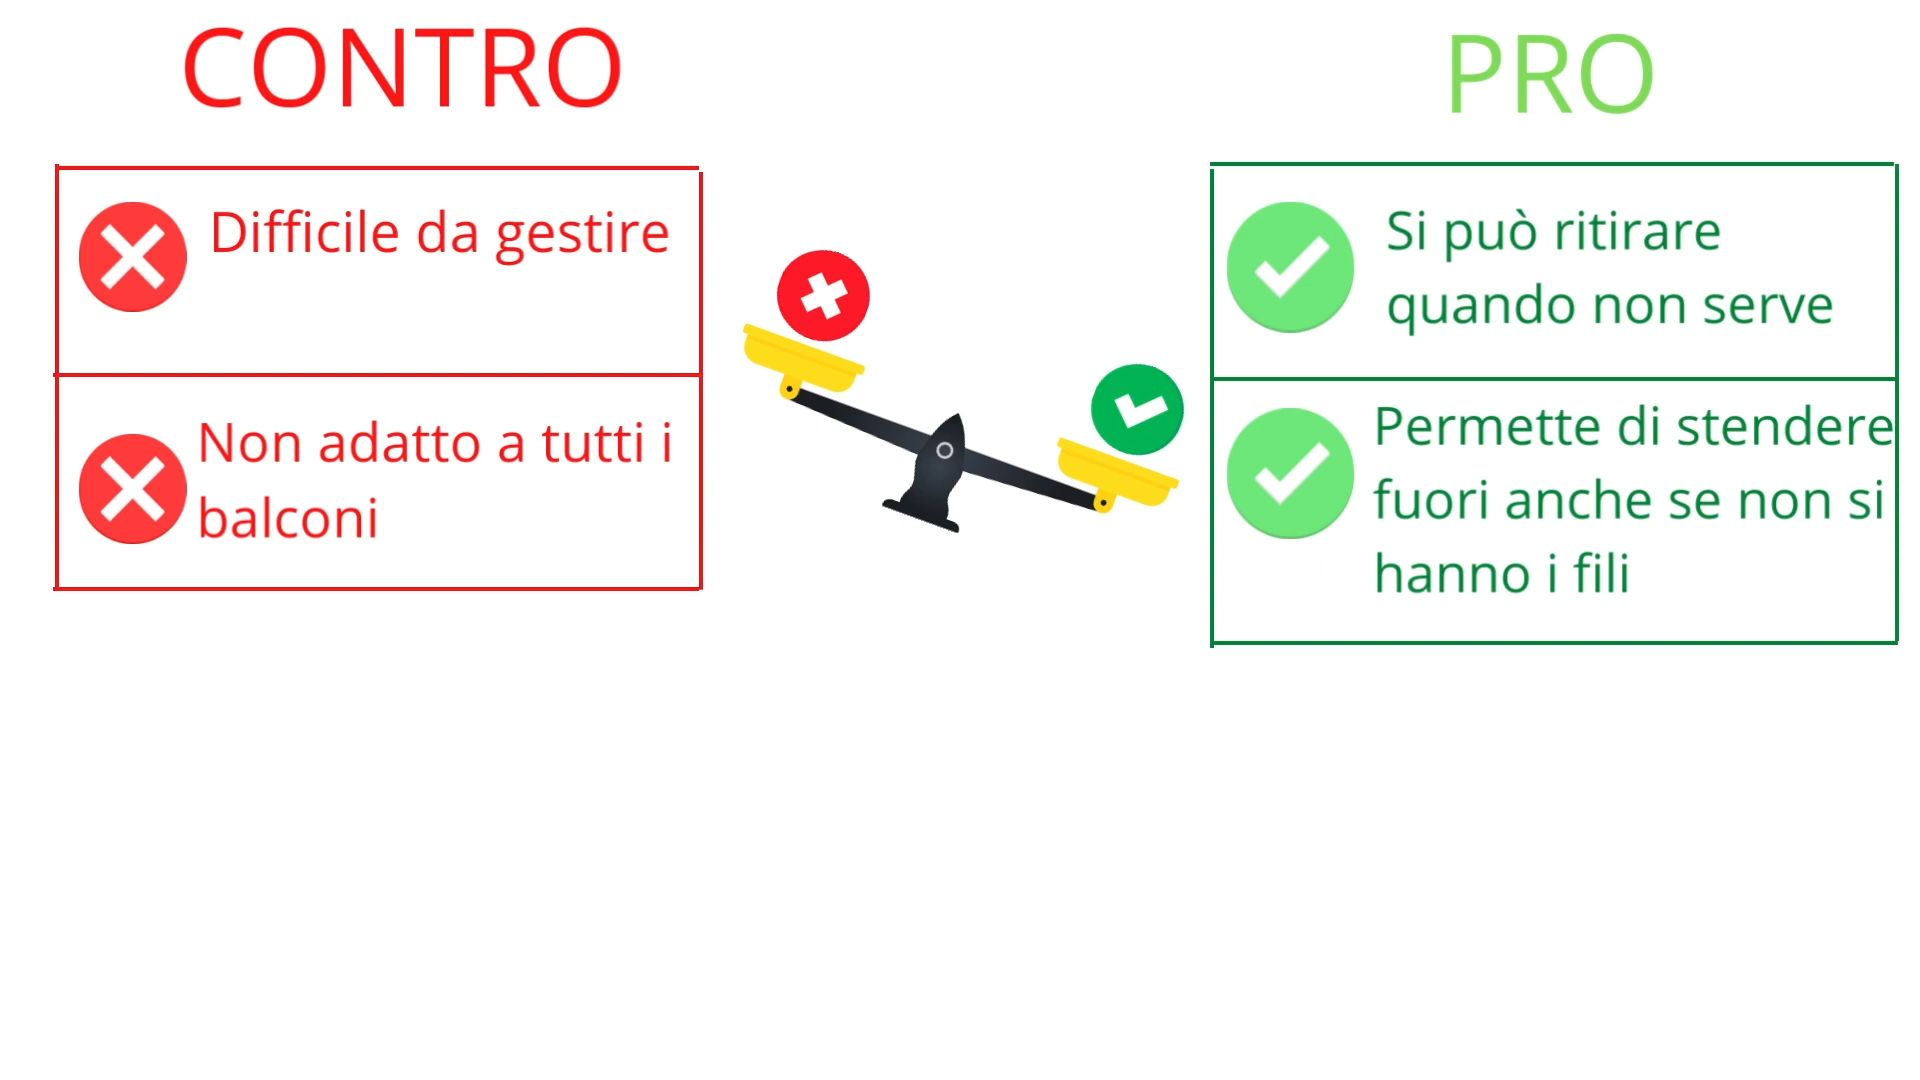 CONTRO
Difficile da gestire
Non adatto a tutti i
balconi
PRO
Si può ritirare
quando non serve
Permette di stendere
fuori anche se non si
hanno i fili